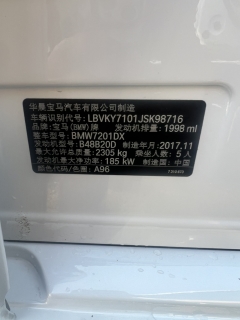 华晨宝马汽车有限公司制造
车辆识别代号: LBVKY7101JSK98716
品牌: 宝马(BMW)牌 发动机排量: 1998 ml
整车型号: BMW7201DX
发动机型号: B48B20D 制造年月: 2017.11
最大允许总质量: 2305 kg 乘坐人数: 5人
发动机最大净功率: 185 kW 制造国: 中国
颜色代号/色圈: A96